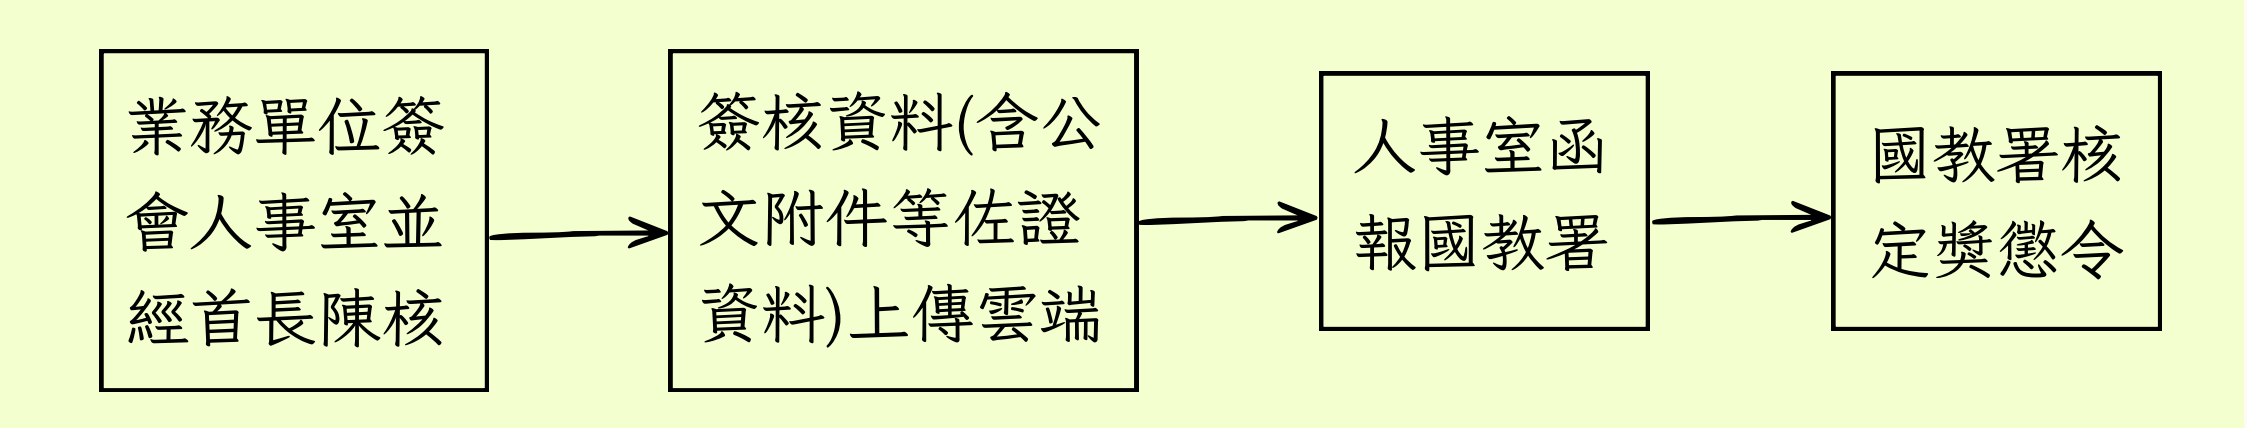 業務單位簽
會人事室並
經首長陳核
簽核資料(含公
文附件等佐證
資料)上傳雲端
人事室函
報國教署
國教署核
定獎懲令